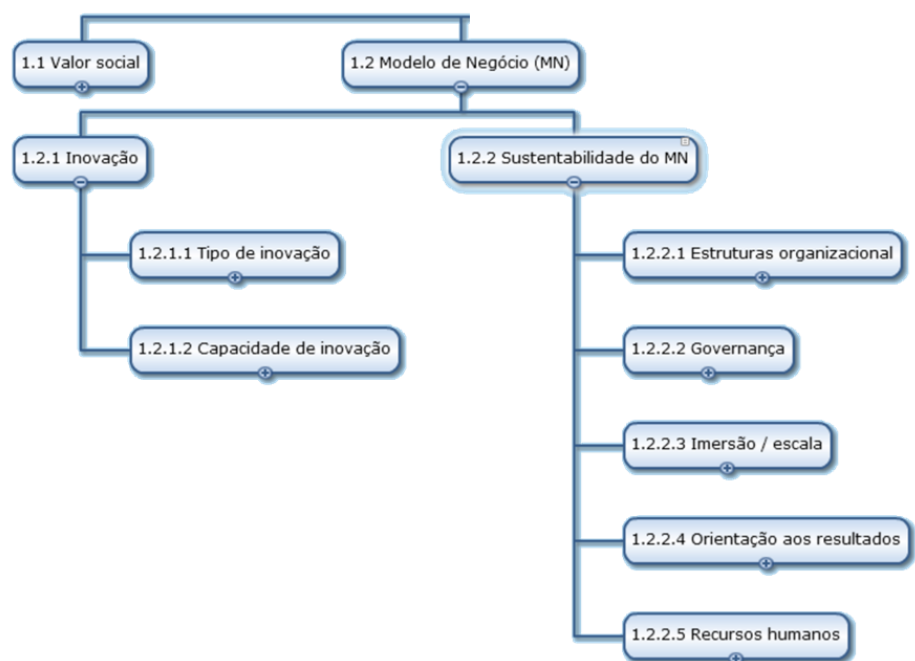 1.1 Valor social
1.2 Modelo de Negócio (MN)
1.2.1 Inovação
1.2.2 Sustentabilidade do MN
1.2.1.1 Tipo de inovação
1.2.2.1 Estruturas organizacional
1.2.1.2 Capacidade de inovação
1.2.2.2 Governança
1.2.2.3 Imersão / escala
1.2.2.4 Orientação aos resultados
1.2.2.5 Recursos humanos